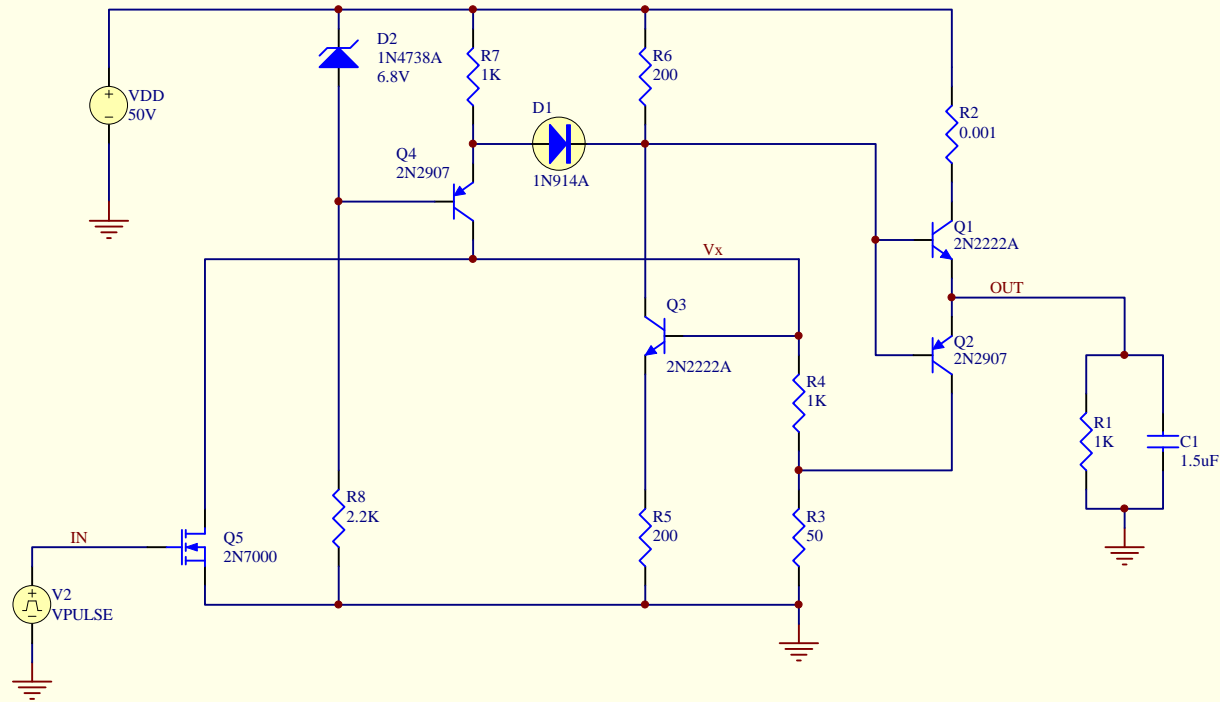 D2
1N4738A
6.8V
R7
1K
R6
200
VDD
50V
D1
R2
0.001
Q4
2N2907
1N914A
Q1
2N2222A
Vx
OUT
Q3
2N2222A
Q2
2N2907
R4
1K
R1
1K
C1
1.5uF
R8
2.2K
R5
200
R3
50
IN
Q5
2N7000
V2
VPULSE